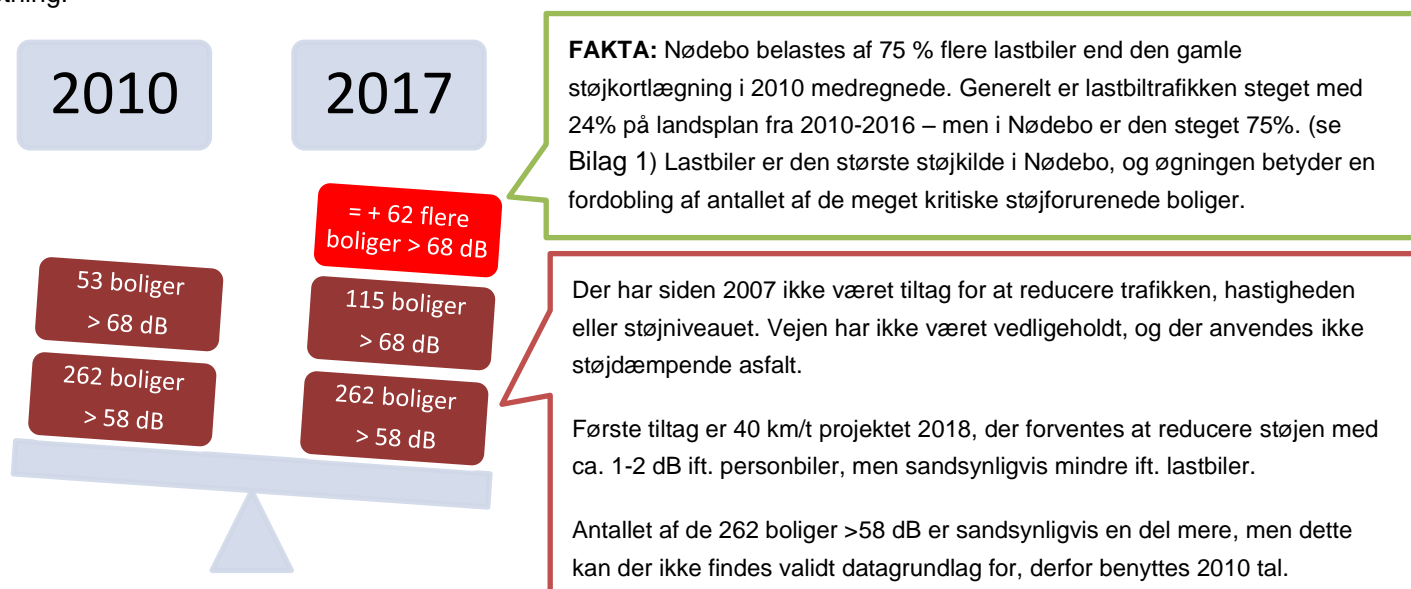 2010
2017
= + 62 flere
boliger > 68 dB
53 boliger
> 68 dB
115 boliger
> 68 dB
262 boliger
> 58 dB
262 boliger
> 58 dB
FAKTA: Nødebo belastes af 75 % flere lastbiler end den gamle
støjkortlægning i 2010 medregnede. Generelt er lastbiltrafikken steget med
24% på landsplan fra 2010-2016 – men i Nødebo er den steget 75%. (se
Bilag 1) Lastbiler er den største støjkilde i Nødebo, og øgningen betyder en
fordobling af antallet af de meget kritiske støjforurenede boliger.
Der har siden 2007 ikke været tiltag for at reducere trafikken, hastigheden
eller støjniveauet. Vejen har ikke været vedligeholdt, og der anvendes ikke
støjdæmpende asfalt.
Første tiltag er 40 km/t projektet 2018, der forventes at reducere støjen med
ca. 1-2 dB ift. personbiler, men sandsynligvis mindre ift. lastbiler.
Antallet af de 262 boliger >58 dB er sandsynligvis en del mere, men dette
kan der ikke findes validt datagrundlag for, derfor benyttes 2010 tal.